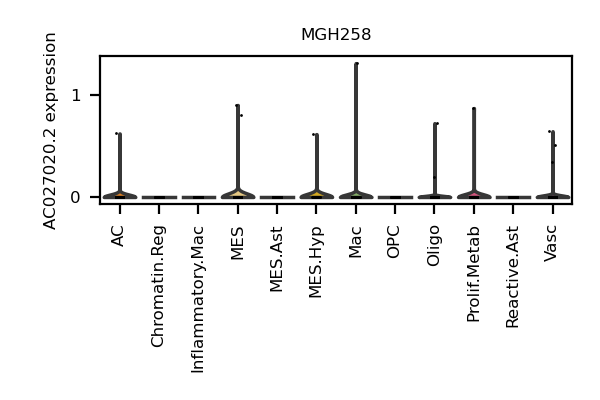 MGH258
AC027020.2 expression
1
0
AC
Chromatin.Reg
Inflammatory.Mac
MES
MES.Ast
MES.Hyp
Mac
OPC
Oligo
Prolif.Metab
Reactive.Ast
Vasc